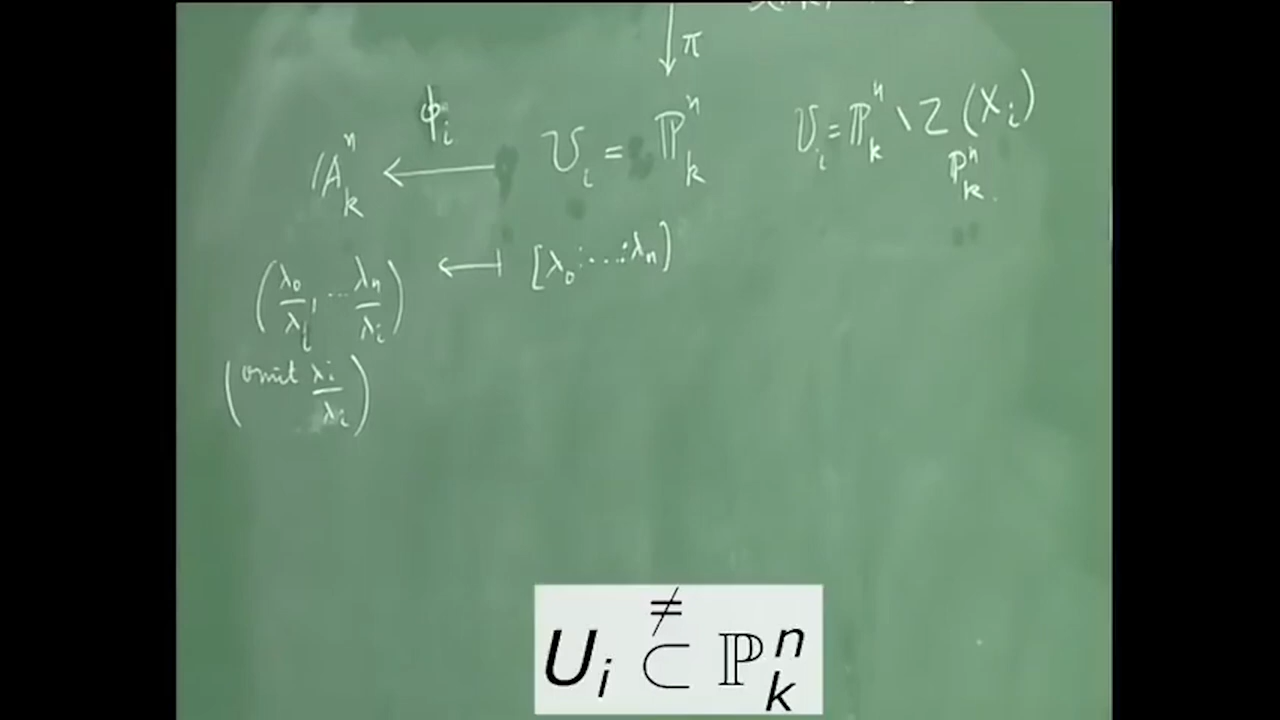 π
φ_i
𝔸^n_k ← U_i = ℙ^n_k
U_i = ℙ^n_k \ Z_{ℙ^n_k} (X_i)
(λ_0/λ_i, ... λ_n/λ_i) ↤ [λ_0 : ... : λ_n]
(omit λ_i/λ_i)
U_i ⊂≠ ℙ^n_k